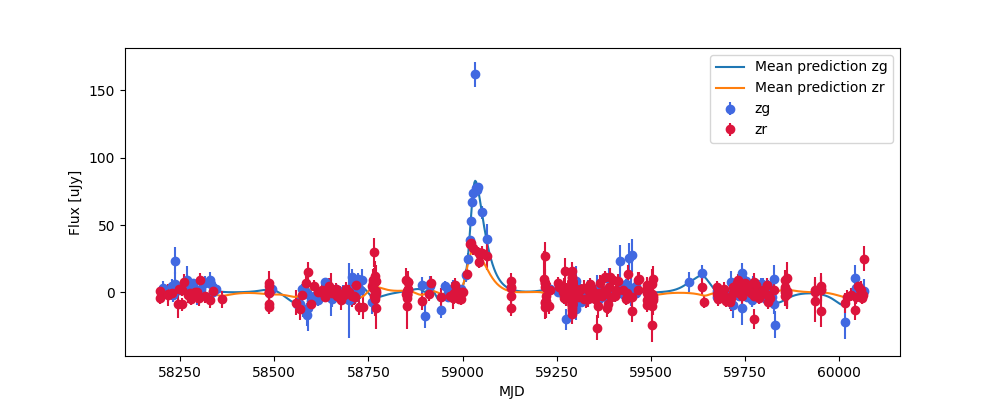 Mean prediction zg
Mean prediction zr
zg
zr
150
100
50
0
Flux [uJy]
58250
58500
58750
59000
59250
59500
59750
60000
MJD